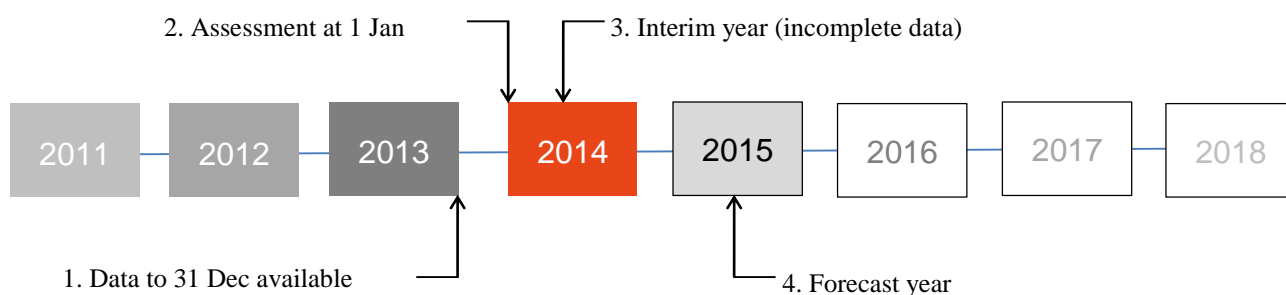 2. Assessment at 1 Jan
3. Interim year (incomplete data)
2011
2012
2013
2014
2015
2016
2017
2018
1. Data to 31 Dec available
4. Forecast year